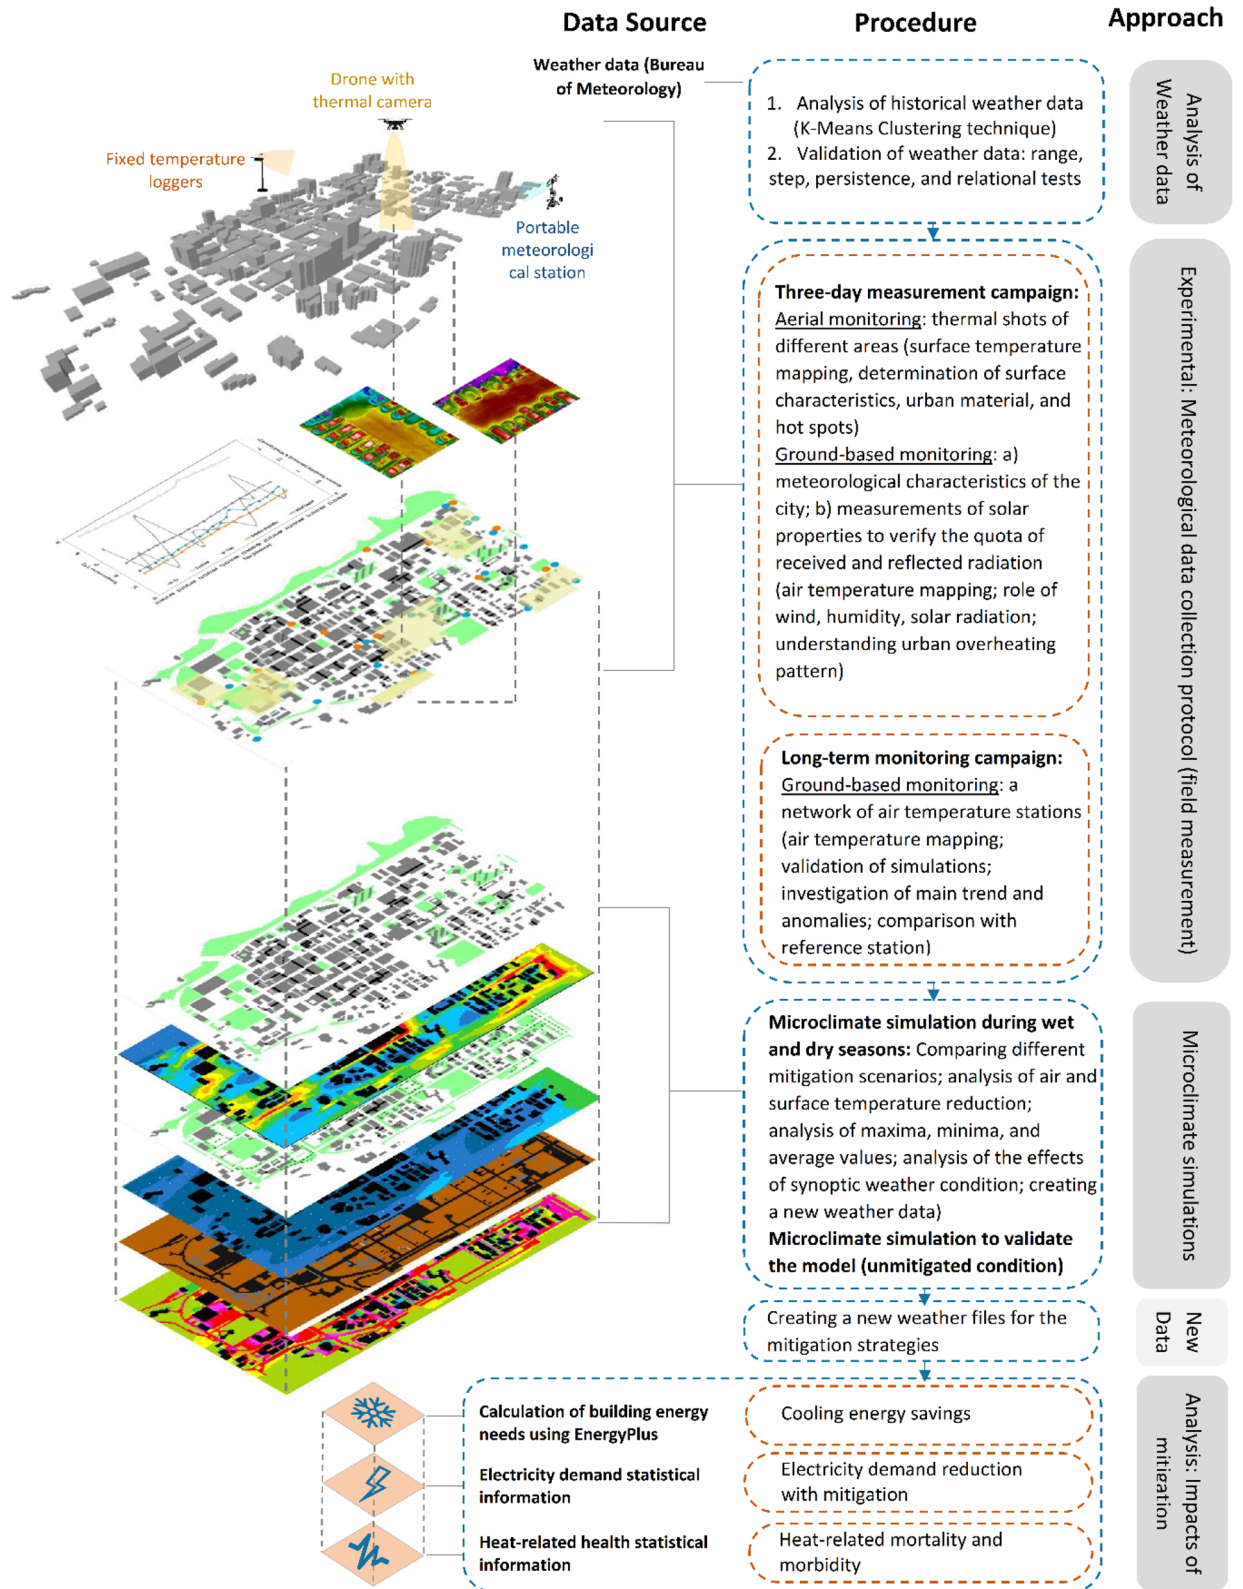 Data Source
Procedure
Approach
Weather data (Bureau
of Meteorology)
Drone with
thermal camera
Fixed temperature
loggers
Portable
meteorologi
cal station
1. Analysis of historical weather data
(K-Means Clustering technique)
2. Validation of weather data: range,
step, persistence, and relational tests
Analysis of
Weather data
Three-day measurement campaign:
Aerial monitoring: thermal shots of
different areas (surface temperature
mapping, determination of surface
characteristics, urban material, and
hot spots)
Ground-based monitoring: a)
meteorological characteristics of the
city; b) measurements of solar
properties to verify the quota of
received and reflected radiation
(air temperature mapping; role of
wind, humidity, solar radiation;
understanding urban overheating
pattern)
Long-term monitoring campaign:
Ground-based monitoring: a
network of air temperature stations
(air temperature mapping;
validation of simulations;
investigation of main trend and
anomalies; comparison with
reference station)
Experimental: Meteorological data collection
protocol (field measurement)
Microclimate simulation during wet
and dry seasons: Comparing different
mitigation scenarios; analysis of air and
surface temperature reduction;
analysis of maxima, minima, and
average values; analysis of the effects
of synoptic weather condition; creating
a new weather data)
Microclimate simulation to validate
the model (unmitigated condition)
Microclimate simulations
Creating a new weather files for the
mitigation strategies
New
Data
Calculation of building energy
needs using EnergyPlus
Cooling energy savings
Electricity demand statistical
information
Electricity demand reduction
with mitigation
Heat-related health statistical
information
Heat-related mortality and
morbidity
Analysis: Impacts of
mitigation